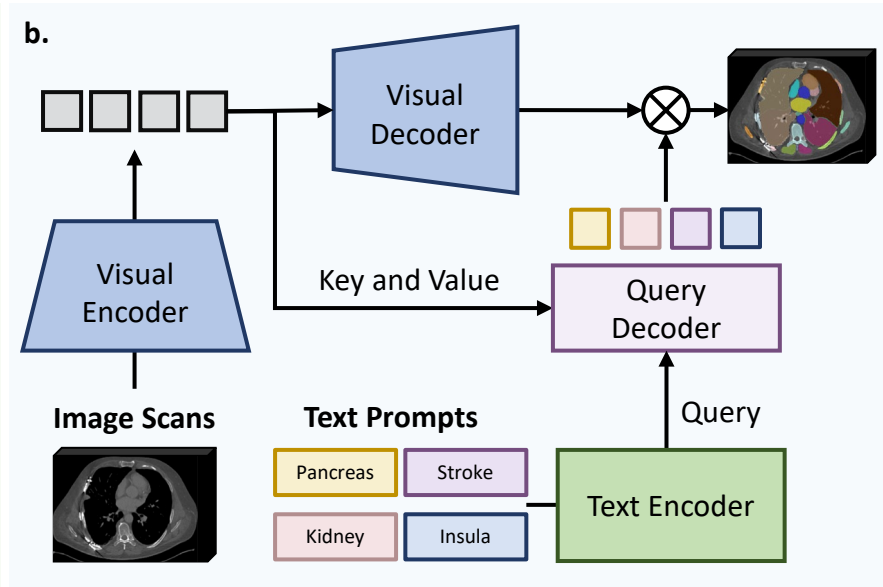 b.
Visual
Decoder
Visual
Encoder
Key and Value
Query
Decoder
Image Scans
Text Prompts
Query
Pancreas
Stroke
Kidney
Insula
Text Encoder